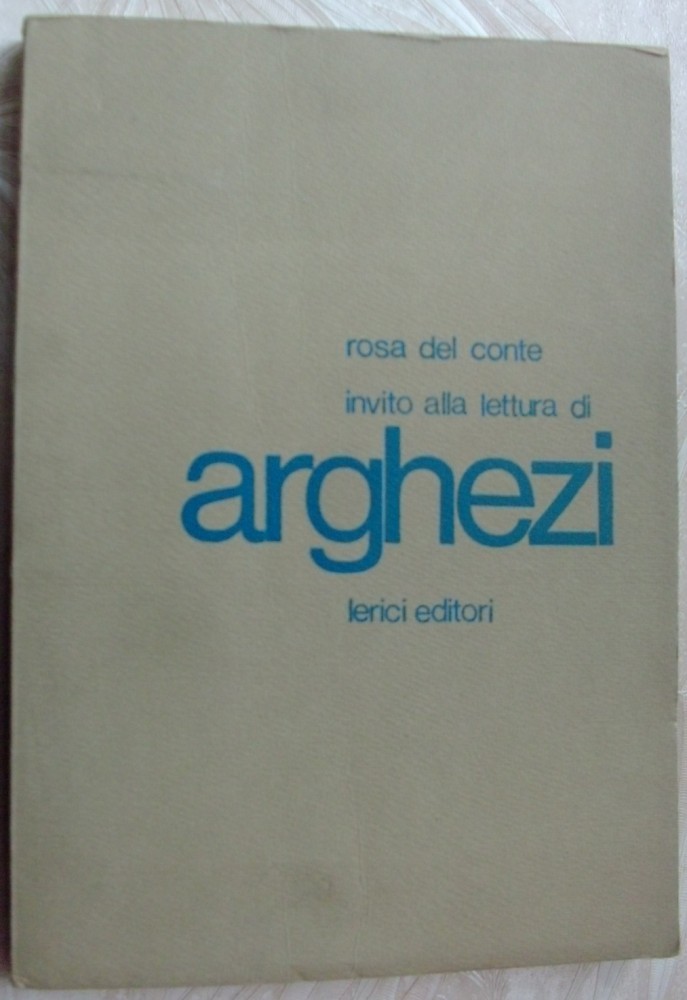 rosa del conte
invito alla lettura di
arghezi
lerici editori